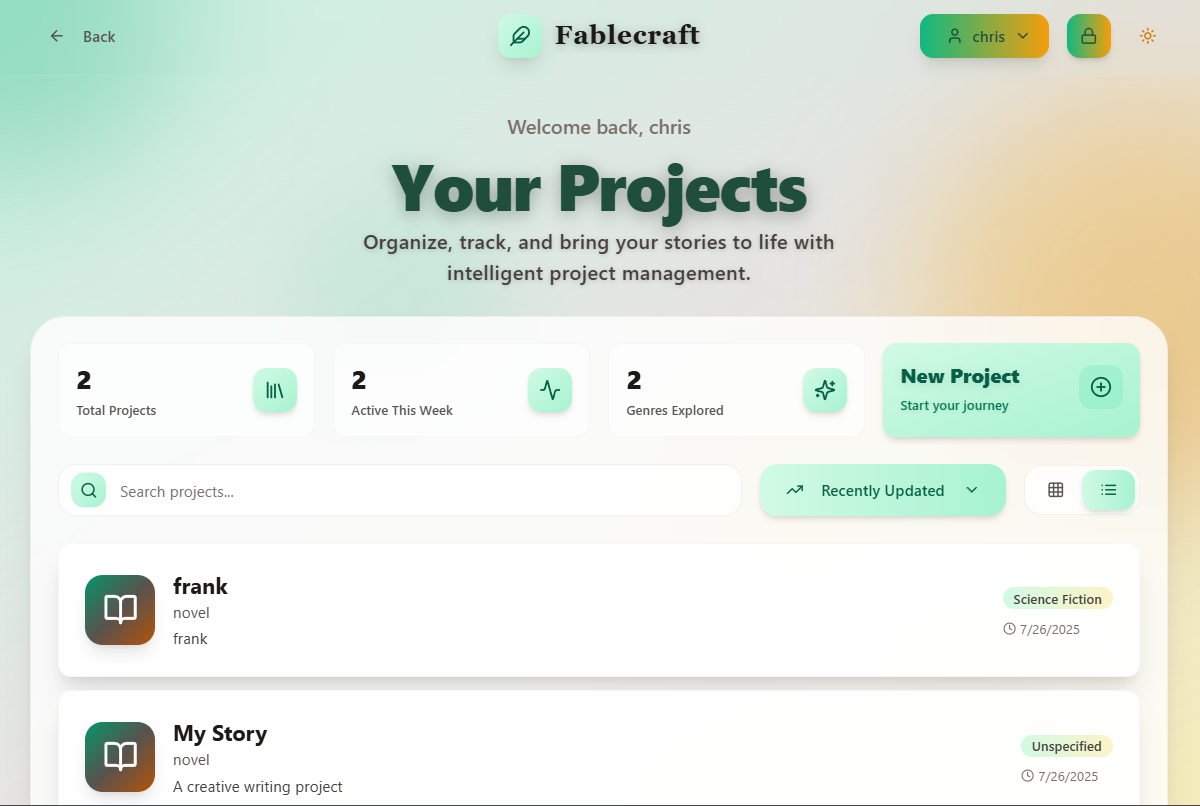 Back
Fablecraft
chris
Welcome back, chris
Your Projects
Organize, track, and bring your stories to life with
intelligent project management.
2
Total Projects
2
Active This Week
2
Genres Explored
New Project
Start your journey
Search projects...
Recently Updated
frank
novel
frank
Science Fiction
7/26/2025
My Story
novel
A creative writing project
Unspecified
7/26/2025